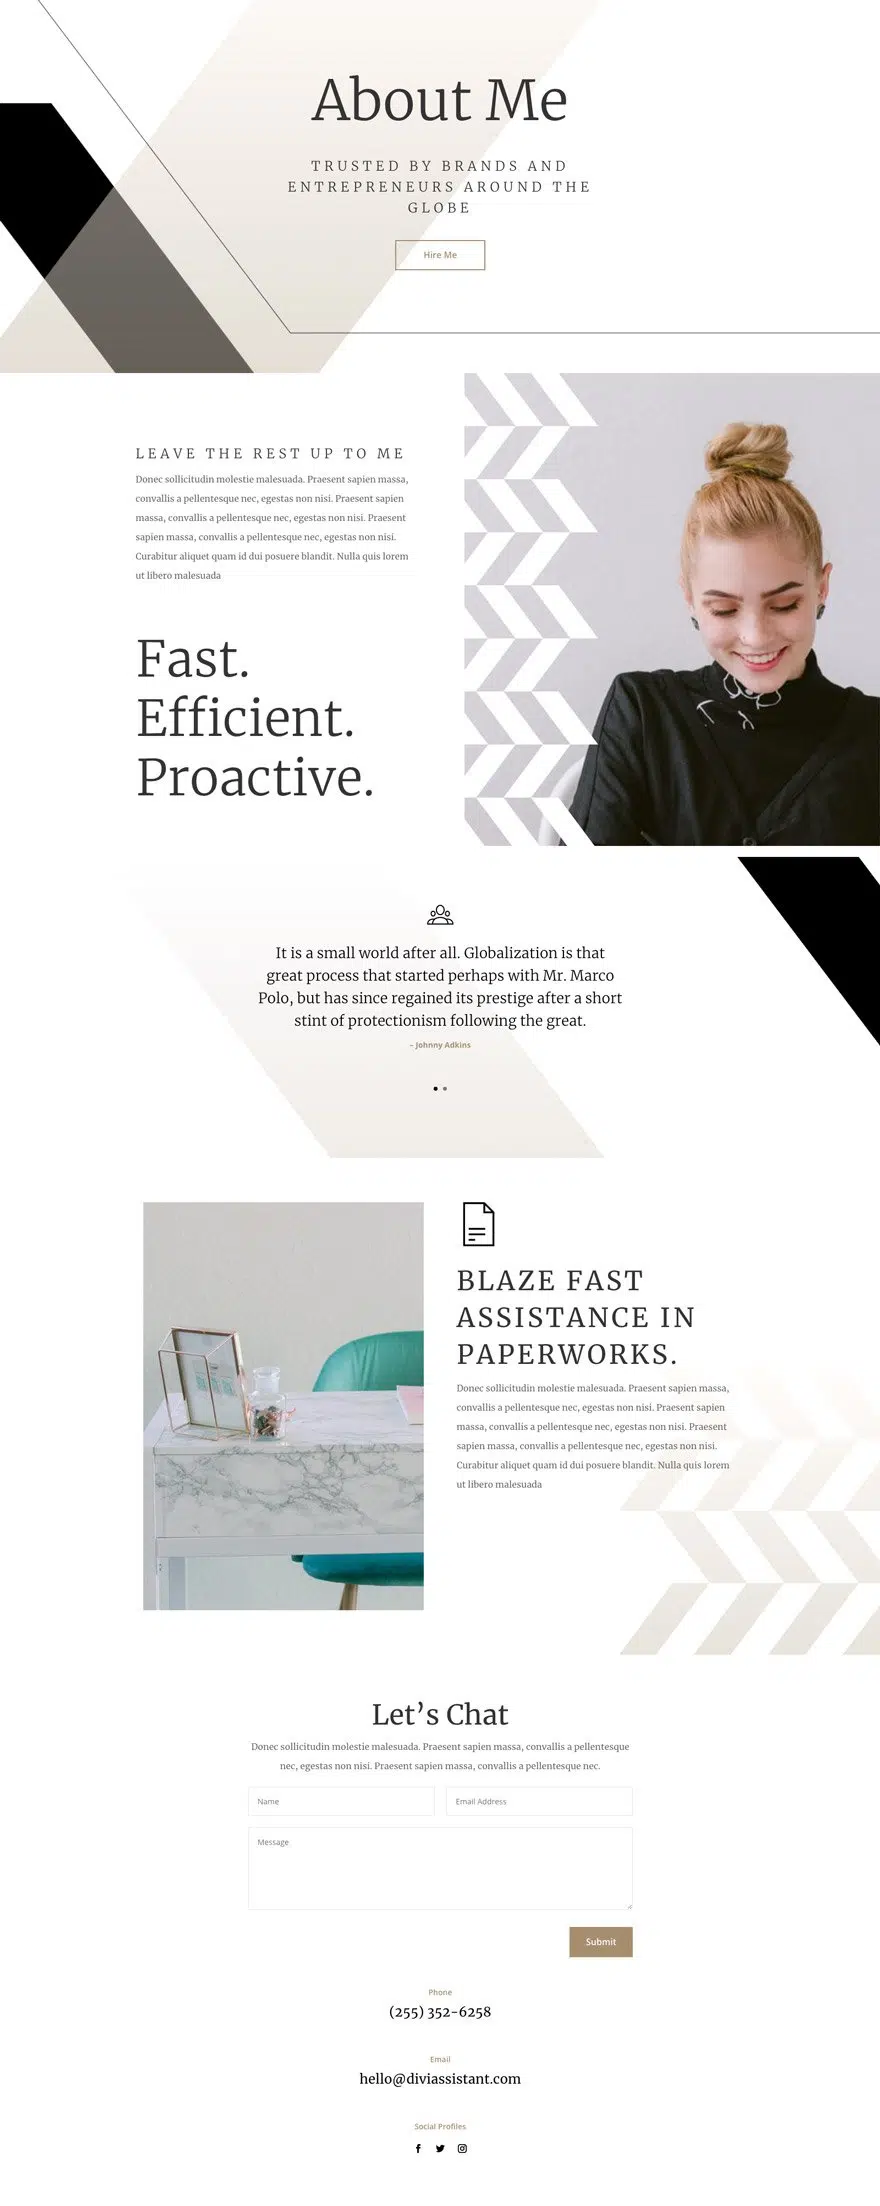 About Me
TRUSTED BY BRANDS AND
ENTREPRENEURS AROUND THE
GLOBE
Hire Me
LEAVE THE REST UP TO ME
Donec sollicitudin molestie malesuada. Praesent sapien massa,
convallis a pellentesque nec, egestas non nisi. Praesent sapien
massa, convallis a pellentesque nec, egestas non nisi. Praesent
sapien massa, convallis a pellentesque nec, egestas non nisi.
Curabitur aliquet quam id dui posuere blandit. Nulla quis lorem
ut libero malesuada
Fast.
Efficient.
Proactive.
It is a small world after all. Globalization is that
great process that started perhaps with Mr. Marco
Polo, but has since regained its prestige after a short
stint of protectionism following the great.
– Johnny Adkins
BLAZE FAST
ASSISTANCE IN
PAPERWORKS.
Donec sollicitudin molestie malesuada. Praesent sapien massa,
convallis a pellentesque nec, egestas non nisi. Praesent sapien
massa, convallis a pellentesque nec, egestas non nisi. Praesent
sapien massa, convallis a pellentesque nec, egestas non nisi.
Curabitur aliquet quam id dui posuere blandit. Nulla quis lorem
ut libero malesuada
Let’s Chat
Donec sollicitudin molestie malesuada. Praesent sapien massa, convallis a pellentesque
nec, egestas non nisi. Praesent sapien massa, convallis a pellentesque nec.
Name
Email Address
Message
Submit
Phone
(255) 352-6258
Email
hello@diviassistant.com
Social Profiles